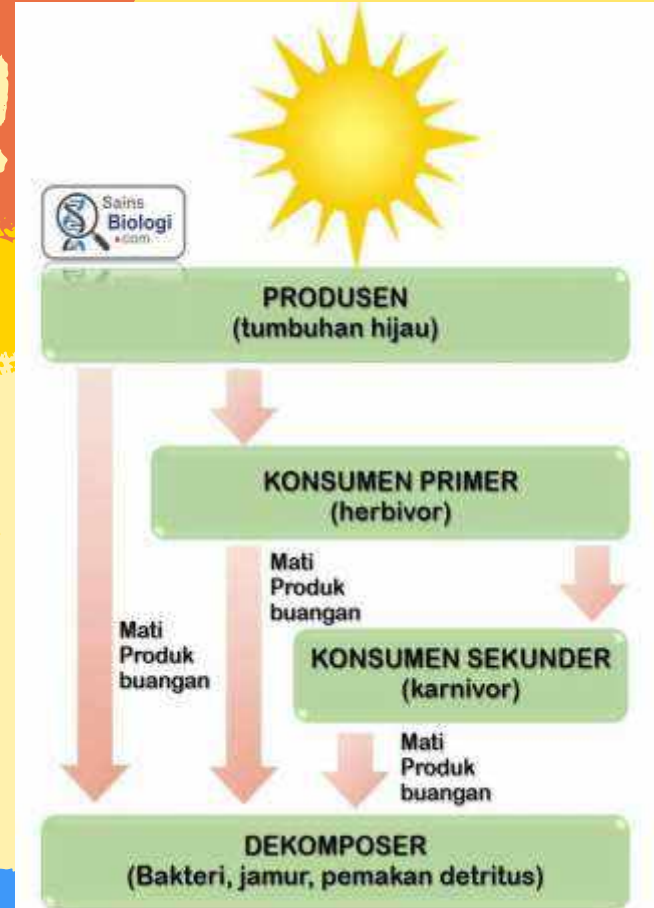 Sains
Biologi
.com
PRODUSEN
(tumbuhan hijau)
KONSUMEN PRIMER
(herbivor)
Mati
Produk
buangan
Mati
Produk
buangan
KONSUMEN SEKUNDER
(karnivor)
Mati
Produk
buangan
DEKOMPOSER
(Bakteri, jamur, pemakan detritus)